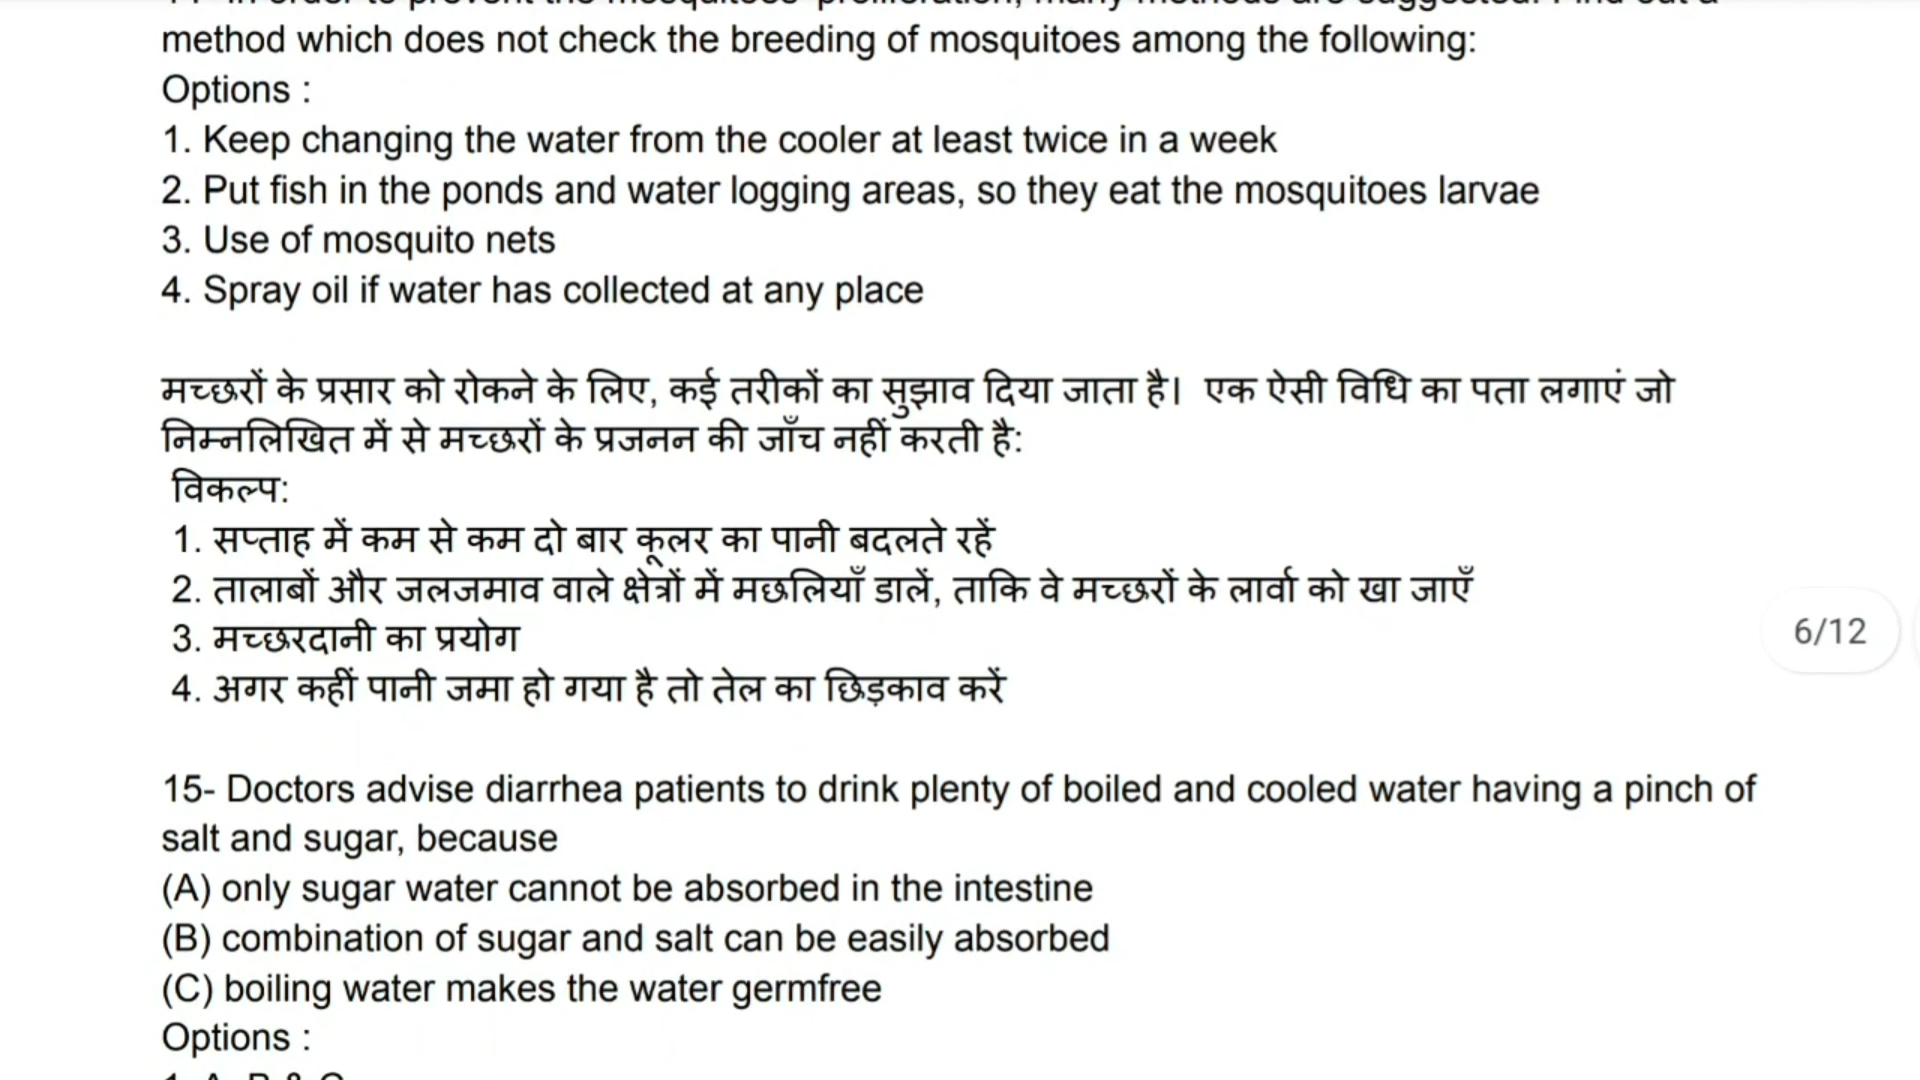 method which does not check the breeding of mosquitoes among the following:
Options :
1. Keep changing the water from the cooler at least twice in a week
2. Put fish in the ponds and water logging areas, so they eat the mosquitoes larvae
3. Use of mosquito nets
4. Spray oil if water has collected at any place
मच्छरों के प्रसार को रोकने के लिए, कई तरीकों का सुझाव दिया जाता है। एक ऐसी विधि का पता लगाएं जो
निम्नलिखित में से मच्छरों के प्रजनन की जाँच नहीं करती है:
विकल्प:
1. सप्ताह में कम से कम दो बार कूलर का पानी बदलते रहें
2. तालाबों और जलजमाव वाले क्षेत्रों में मछलियाँ डालें, ताकि वे मच्छरों के लार्वा को खा जाएँ
3. मच्छरदानी का प्रयोग
6/12
4. अगर कहीं पानी जमा हो गया है तो तेल का छिड़काव करें
15- Doctors advise diarrhea patients to drink plenty of boiled and cooled water having a pinch of
salt and sugar, because
(A) only sugar water cannot be absorbed in the intestine
(B) combination of sugar and salt can be easily absorbed
(C) boiling water makes the water germfree
Options :